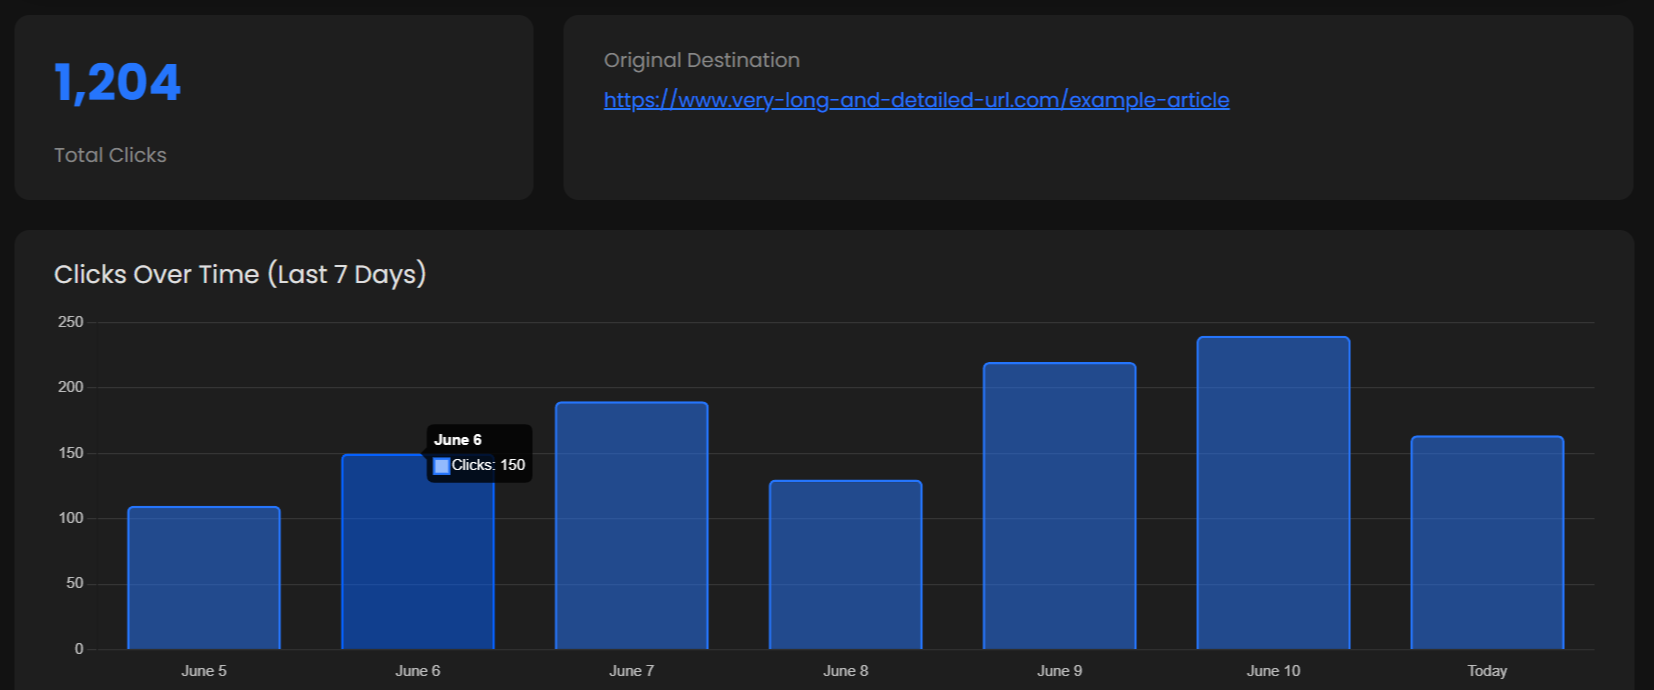 1,204
Total Clicks
Original Destination
https://www.very-long-and-detailed-url.com/example-article
Clicks Over Time (Last 7 Days)
250
200
150
100
50
0
June 6
Clicks: 150
June 5
June 6
June 7
June 8
June 9
June 10
Today